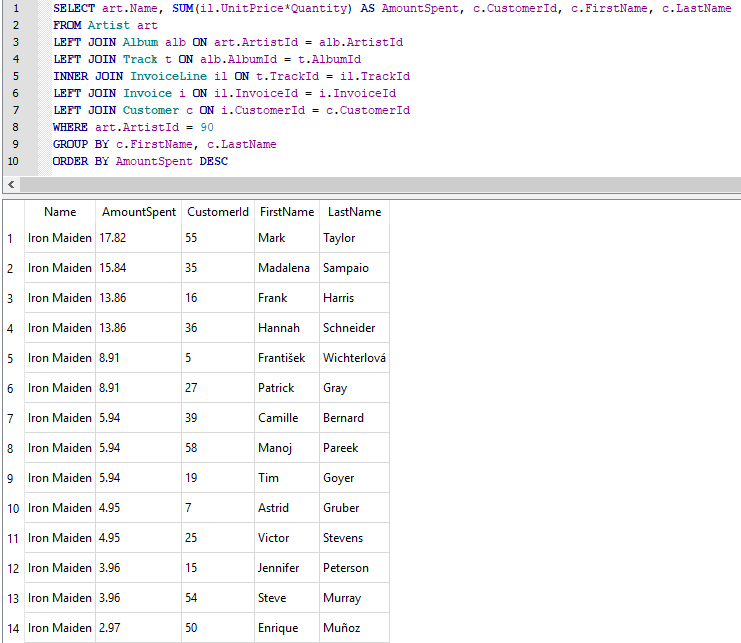 1 SELECT art.Name, SUM(il.UnitPrice*Quantity) AS AmountSpent, c.CustomerId, c.FirstName, c.LastName
2 FROM Artist art
3 LEFT JOIN Album alb ON art.ArtistId = alb.ArtistId
4 LEFT JOIN Track t ON alb.AlbumId = t.AlbumId
5 INNER JOIN InvoiceLine il ON t.TrackId = il.TrackId
6 LEFT JOIN Invoice i ON il.InvoiceId = i.InvoiceId
7 LEFT JOIN Customer c ON i.CustomerId = c.CustomerId
8 WHERE art.ArtistId = 90
9 GROUP BY c.FirstName, c.LastName
10 ORDER BY AmountSpent DESC
Name AmountSpent CustomerId FirstName LastName
1 Iron Maiden 17.82 55 Mark Taylor
2 Iron Maiden 15.84 35 Madalena Sampaio
3 Iron Maiden 13.86 16 Frank Harris
4 Iron Maiden 13.86 36 Hannah Schneider
5 Iron Maiden 8.91 5 František Wichterlová
6 Iron Maiden 8.91 27 Patrick Gray
7 Iron Maiden 5.94 39 Camille Bernard
8 Iron Maiden 5.94 58 Manoj Pareek
9 Iron Maiden 5.94 19 Tim Goyer
10 Iron Maiden 4.95 7 Astrid Gruber
11 Iron Maiden 4.95 25 Victor Stevens
12 Iron Maiden 3.96 15 Jennifer Peterson
13 Iron Maiden 3.96 54 Steve Murray
14 Iron Maiden 2.97 50 Enrique Muñoz